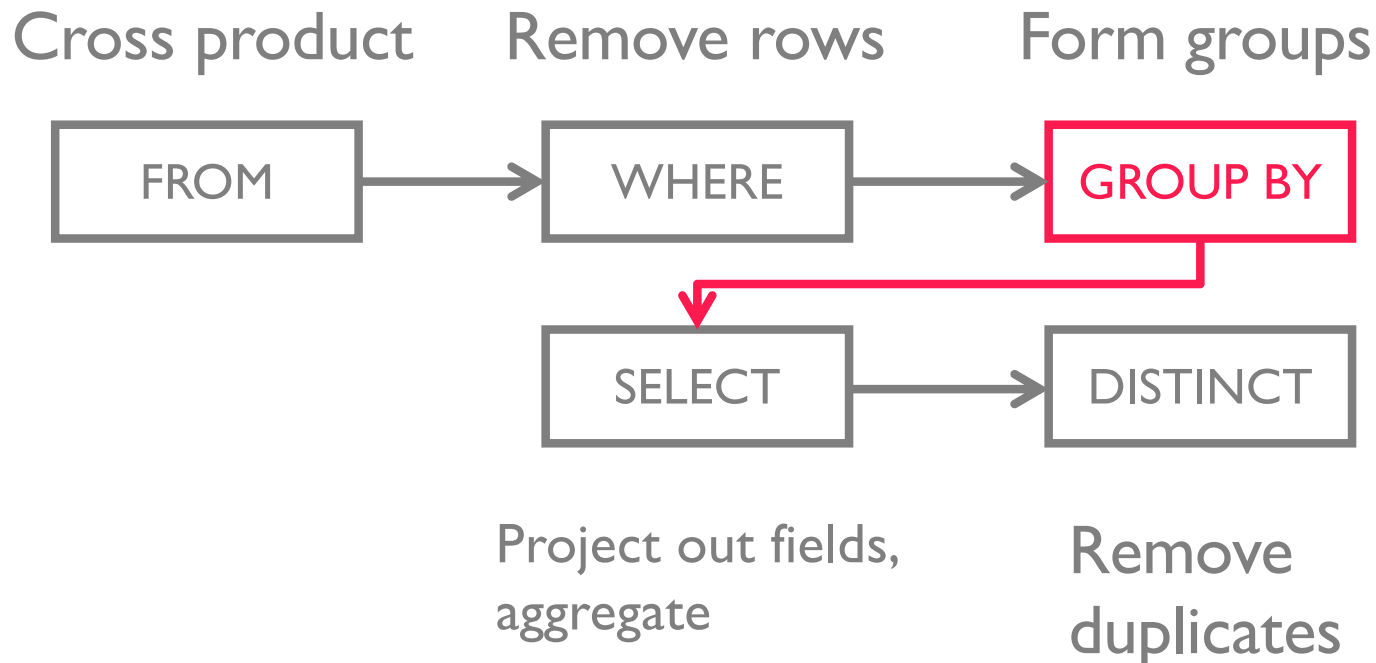 Cross product
Remove rows
Form groups
FROM
WHERE
GROUP BY
SELECT
DISTINCT
Project out fields,
aggregate
Remove
duplicates